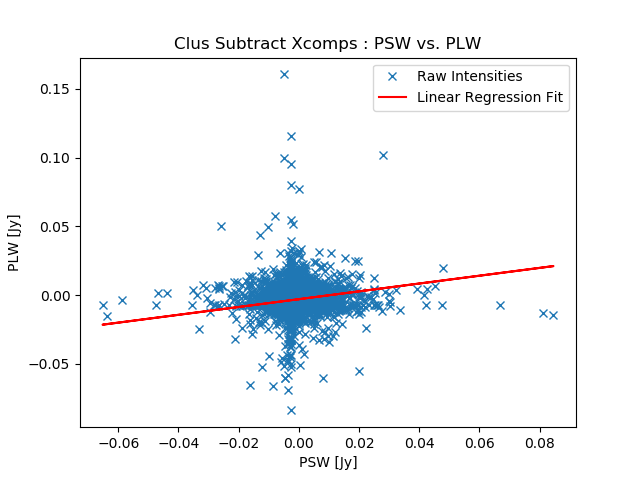 Clus Subtract Xcomps : PSW vs. PLW
Raw Intensities
Linear Regression Fit
PLW [Jy]
0.15
0.10
0.05
0.00
−0.05
−0.06
−0.04
−0.02
0.00
0.02
0.04
0.06
0.08
PSW [Jy]